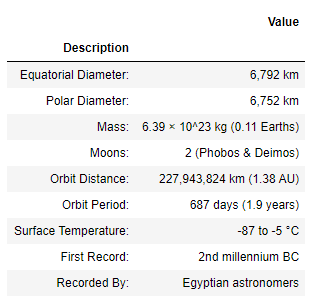 Value
Description
Equatorial Diameter: 6,792 km
Polar Diameter: 6,752 km
Mass: 6.39 × 10^23 kg (0.11 Earths)
Moons: 2 (Phobos & Deimos)
Orbit Distance: 227,943,824 km (1.38 AU)
Orbit Period: 687 days (1.9 years)
Surface Temperature: -87 to -5 °C
First Record: 2nd millennium BC
Recorded By: Egyptian astronomers